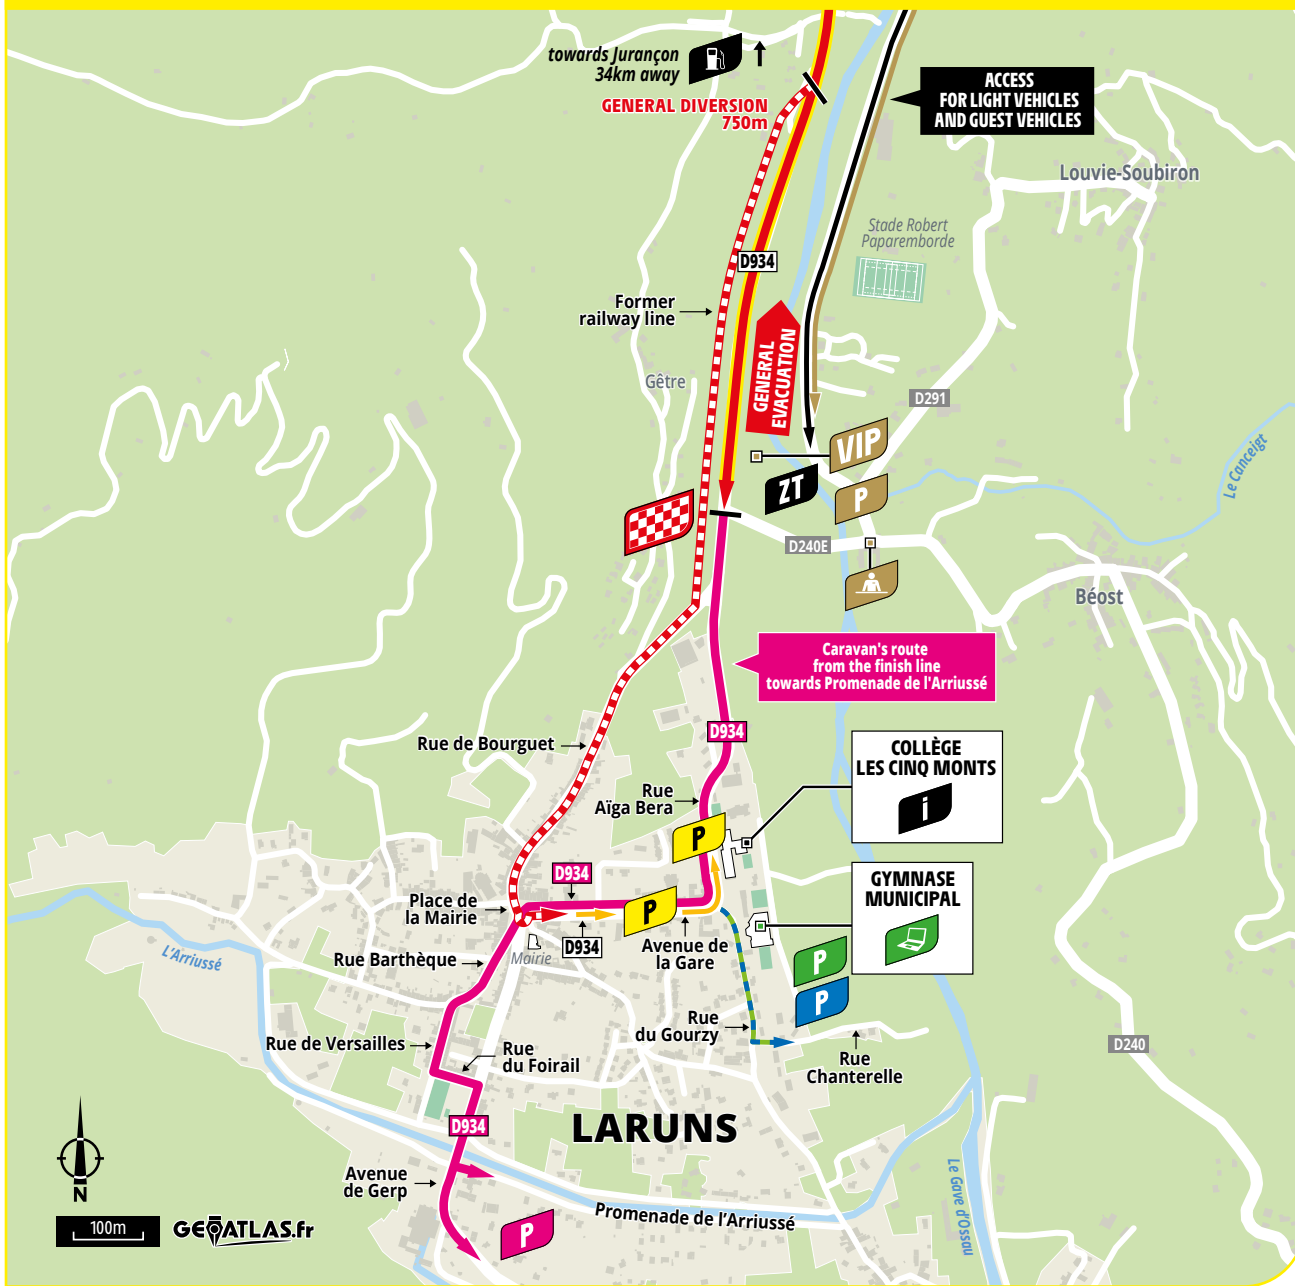 towards Jurançon
34km away
GENERAL DIVERSION
750m
ACCESS
FOR LIGHT VEHICLES
AND GUEST VEHICLES
Louvie-Soubiron
Stade Robert
Paparemborde
D934
Former
railway line
GENERAL
EVACUATION
Gêtre
D291
VIP
ZT
P
Le Canceigt
D240E
Béost
Caravan's route
from the finish line
towards Promenade de l'Arriussé
D934
Rue de Bourguet
COLLÈGE
LES CINQ MONTS
i
Rue
Aïga Bera
P
D934
GYMNASE
MUNICIPAL
Place de
la Mairie
P
D934
Avenue de
la Gare
Mairie
L'Arriussé
Rue Barthèque
P
P
Rue
du Gourzy
Rue de Versailles
Rue
du Foirail
Rue
Chanterelle
D240
D934
LARUNS
Avenue
de Gerp
Le Gave d'Ossau
Promenade de l'Arriussé
P
N
100m
GEOATLAS.fr